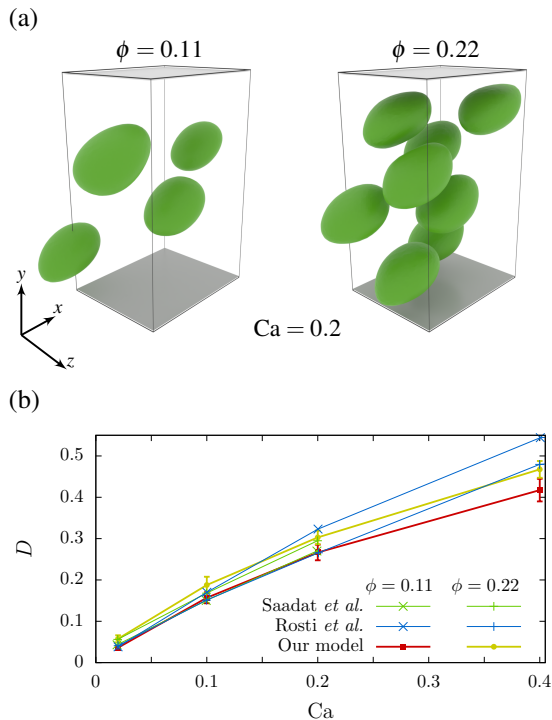 (a)
ϕ = 0.11 ϕ = 0.22
y
x
z
Ca = 0.2
(b)
0.5
0.4
0.3
0.2
0.1
0
D
ϕ = 0.11 ϕ = 0.22
Saadat et al.
Rosti et al.
Our model
0 0.1 0.2 0.3 0.4
Ca